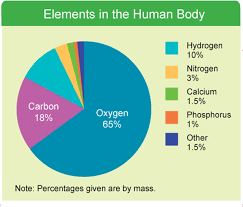 Elements in the Human Body
Hydrogen
10%
Nitrogen
3%
Calcium
1.5%
Phosphorus
1%
Other
1.5%
Carbon
18%
Oxygen
65%
Note: Percentages given are by mass.